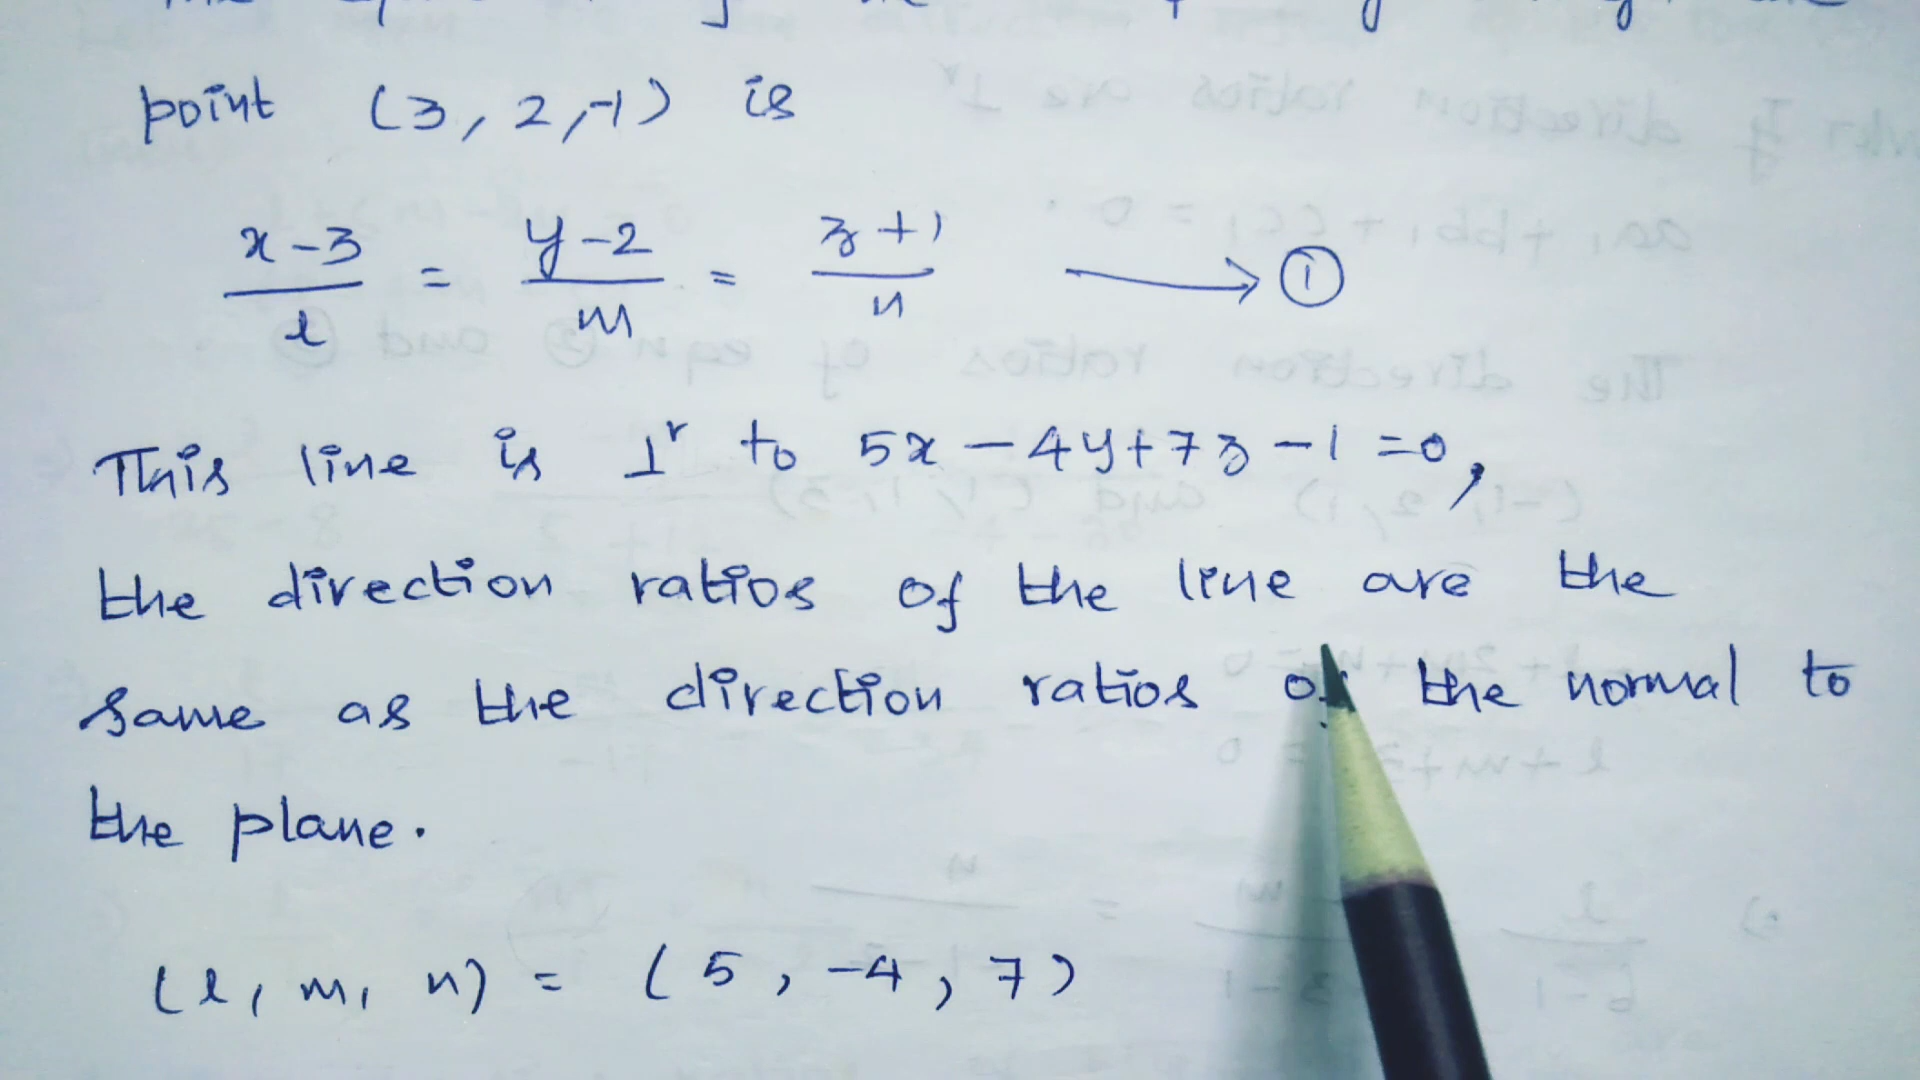 point (3, 2, -1) is
x-3/l = y-2/m = z+1/n → ①
This line is ⊥r to 5x - 4y + 7z - 1 = 0,
the direction ratios of the line are the
same as the direction ratios of the normal to
the plane.
(l, m, n) = (5, -4, 7)